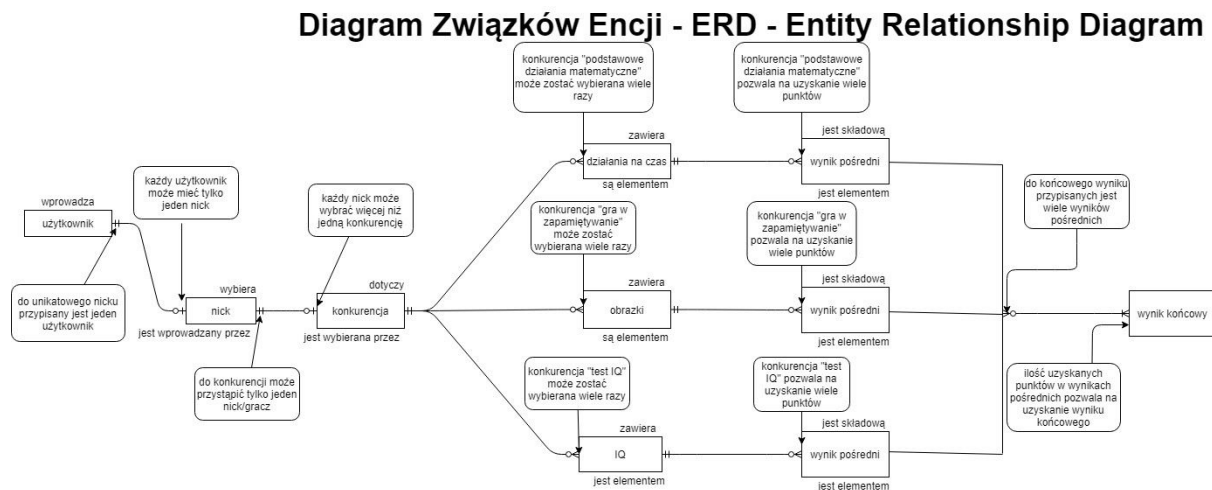 Diagram Związków Encji - ERD - Entity Relationship Diagram
konkurencja "podstawowe
działania matematyczne"
może zostać wybierana wiele
razy
konkurencja "podstawowe
działania matematyczne"
pozwala na uzyskanie wiele
punktów
zawiera
działania na czas
są elementem
jest składową
wynik pośredni
jest elementem
każdy użytkownik
może mieć tylko
jeden nick
każdy nick może
wybrać więcej niż
jedną konkurencję
wprowadza
użytkownik
do unikatowego nicku
przypisany jest jeden
użytkownik
wybiera
nick
jest wprowadzany przez
do konkurencji może
przystąpić tylko jeden
nick/gracz
dotyczy
konkurencja
jest wybierana przez
konkurencja "gra w
zapamiętywanie"
może zostać
wybierana wiele razy
konkurencja "gra w
zapamiętywanie"
pozwala na uzyskanie
wiele punktów
zawiera
obrazki
są elementem
jest składową
wynik pośredni
jest elementem
do końcowego wyniku
przypisanych jest
wiele wyników
pośrednich
wynik końcowy
ilość uzyskanych
punktów w wynikach
pośrednich pozwala na
uzyskanie wyniku
końcowego
konkurencja "test IQ"
może zostać
wybierana wiele razy
konkurencja "test
IQ" pozwala na
uzyskanie wiele
punktów
zawiera
IQ
jest elementem
jest składową
wynik pośredni
jest elementem